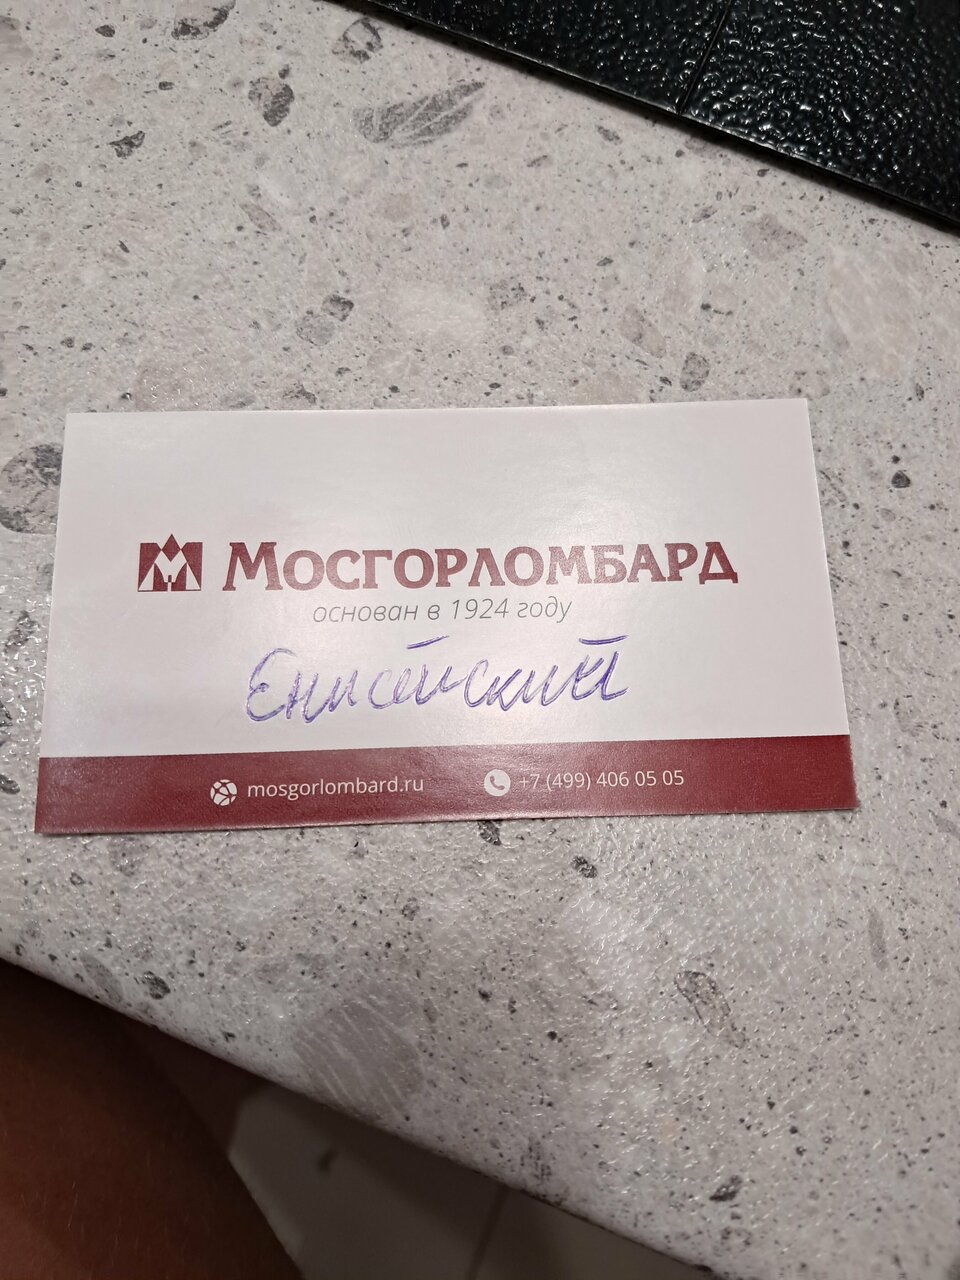 МОСГОРЛОМБАРД
основан в 1924 году
Енисейский
mosgorlombard.ru +7 (499) 406 05 05